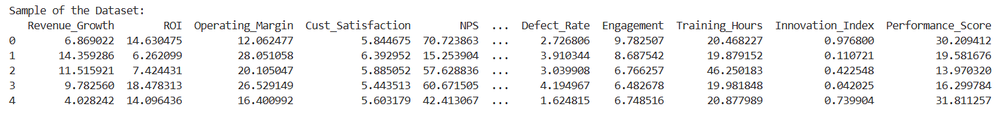 Sample of the Dataset:
Revenue_Growth ROI Operating_Margin Cust_Satisfaction NPS ... Defect_Rate Engagement Training_Hours Innovation_Index Performance_Score
0 6.869022 14.630475 12.062477 5.844675 70.723863 ... 2.726806 9.782507 20.468227 0.976800 30.209412
1 14.359286 6.262099 28.051058 6.392952 15.253904 ... 3.910344 8.687542 19.879152 0.110721 19.581676
2 11.515921 7.424431 20.105047 5.885052 57.628836 ... 3.039908 6.766257 46.250183 0.422548 13.970320
3 9.782560 18.478313 26.529149 5.443513 60.671505 ... 4.194967 6.482678 19.981848 0.042025 16.299784
4 4.028242 14.096436 16.400992 5.603179 42.413067 ... 1.624815 6.748516 20.877989 0.739904 31.811257